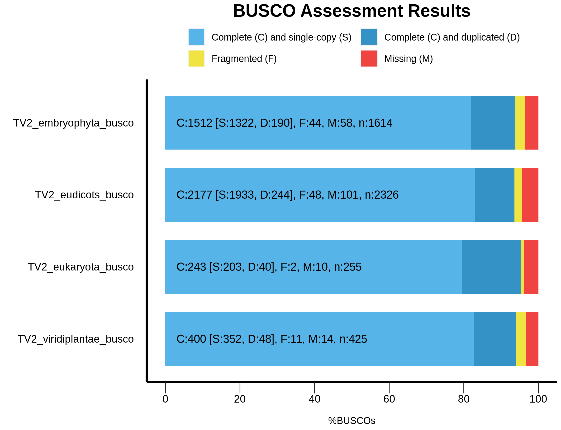 BUSCO Assessment Results
Complete (C) and single-copy (S)
Complete (C) and duplicated (D)
Fragmented (F)
Missing (M)
TV2_embryophyta_busco
C:1512 [S:1322, D:190], F:44, M:58, n:1614
TV2_eudicots_busco
C:2177 [S:1933, D:244], F:48, M:101, n:2326
TV2_eukaryota_busco
C:243 [S:203, D:40], F:2, M:10, n:255
TV2_viridiplantae_busco
C:400 [S:352, D:48], F:11, M:14, n:425
0 20 40 60 80 100
%BUSCOs